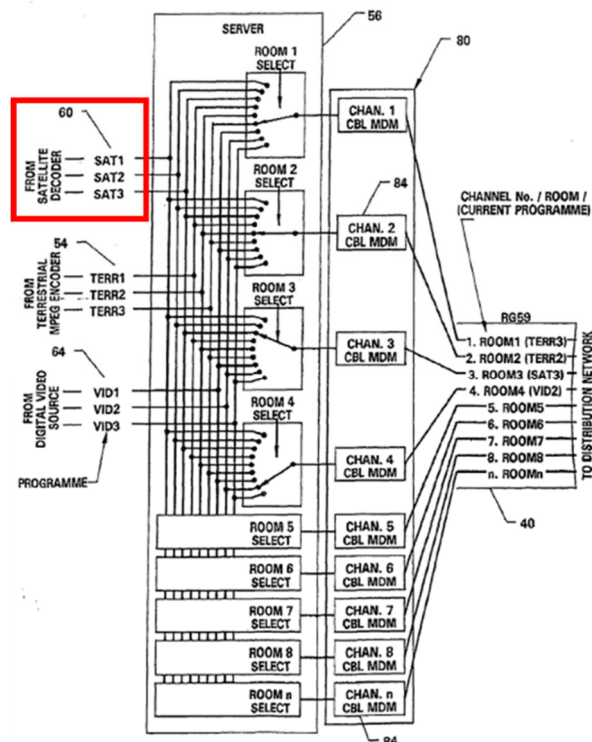 56
SERVER
80
ROOM 1
SELECT
CHAN. 1
CBL MDM
60
FROM
SATELLITE
DECODER
SAT1
SAT2
SAT3
ROOM 2
SELECT
84
CHAN. 2
CBL MDM
CHANNEL No. / ROOM /
(CURRENT PROGRAMME)
54
FROM
TERRESTRIAL
MPEG ENCODER
TERR1
TERR2
TERR3
ROOM 3
SELECT
CHAN. 3
CBL MDM
RG59
1. ROOM1 (TERR3)
2. ROOM2 (TERR2)
3. ROOM3 (SAT3)
4. ROOM4 (VID2)
5. ROOM5
6. ROOM6
7. ROOM7
8. ROOM8
n. ROOMn
TO DISTRIBUTION NETWORK
40
64
FROM
DIGITAL VIDEO
SOURCE
VID1
VID2
VID3
PROGRAMME
ROOM 4
SELECT
CHAN. 4
CBL MDM
ROOM 5
SELECT
CHAN. 5
CBL MDM
ROOM 6
SELECT
CHAN. 6
CBL MDM
ROOM 7
SELECT
CHAN. 7
CBL MDM
ROOM 8
SELECT
CHAN. 8
CBL MDM
ROOM n
SELECT
CHAN. n
CBL MDM
84